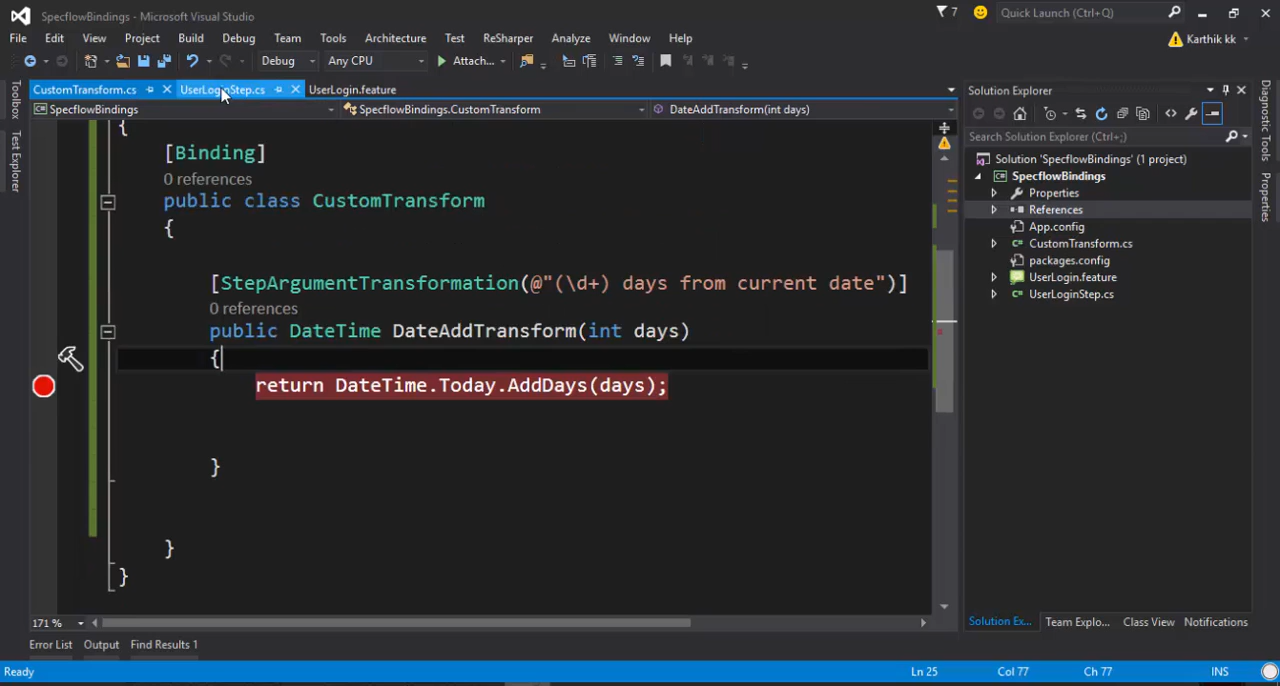 SpecflowBindings - Microsoft Visual Studio
7
Quick Launch (Ctrl+Q)
File Edit View Project Build Debug Team Tools Architecture Test ReSharper Analyze Window Help
Karthik kk
Debug Any CPU Attach...
CustomTransform.cs UserLoginStep.cs UserLogin.feature
SpecflowBindings SpecflowBindings.CustomTransform DateAddTransform(int days)
Toolbox
Test Explorer
{
[Binding]
0 references
public class CustomTransform
{
[StepArgumentTransformation(@"(\d+) days from current date")]
0 references
public DateTime DateAddTransform(int days)
{
return DateTime.Today.AddDays(days);
}
}
}
171 %
Solution Explorer
Search Solution Explorer (Ctrl+;)
Solution 'SpecflowBindings' (1 project)
SpecflowBindings
Properties
References
App.config
CustomTransform.cs
packages.config
UserLogin.feature
UserLoginStep.cs
Solution Ex... Team Explo... Class View Notifications
Diagnostic Tools
Properties
Error List Output Find Results 1
Ready Ln 25 Col 77 Ch 77 INS